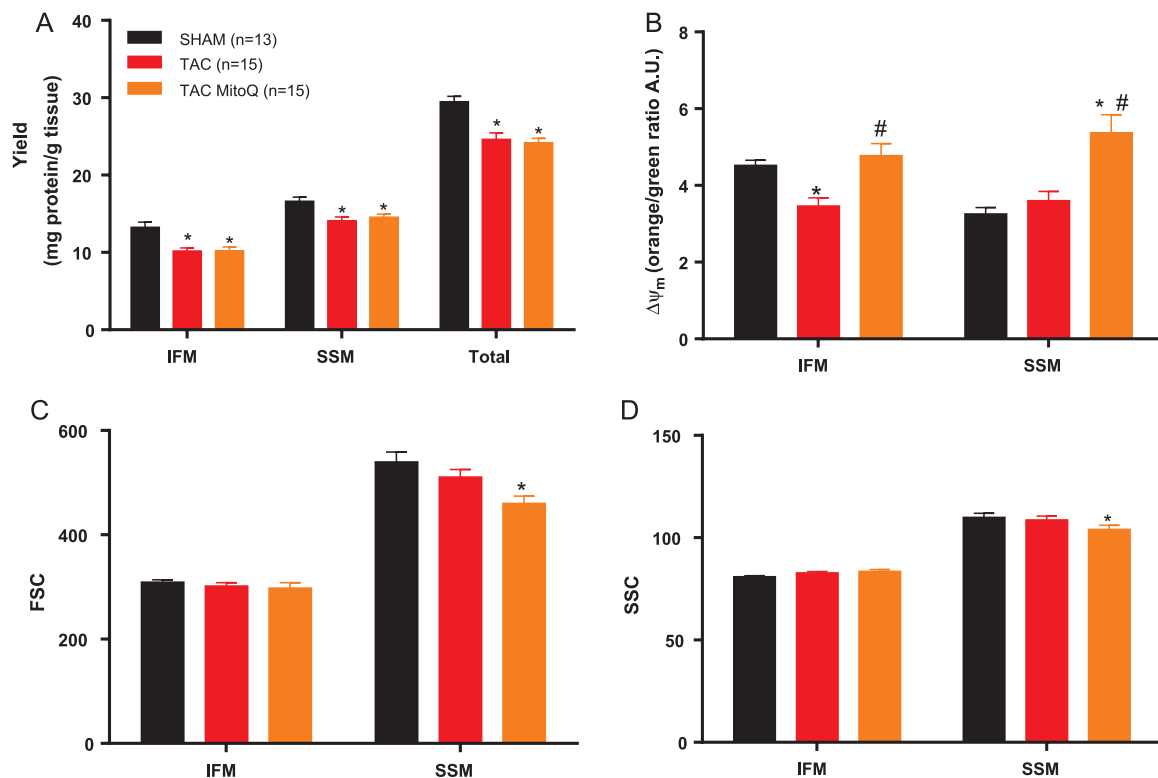 A
SHAM (n=13)
TAC (n=15)
TAC MitoQ (n=15)
Yield
(mg protein/g tissue)
40
30
20
10
0
* * * * * *
IFM SSM Total
B
Δψm (orange/green ratio A.U.)
8
6
4
2
0
* # * #
IFM SSM
C
FSC
600
400
200
0
*
IFM SSM
D
SSC
150
100
50
0
*
IFM SSM